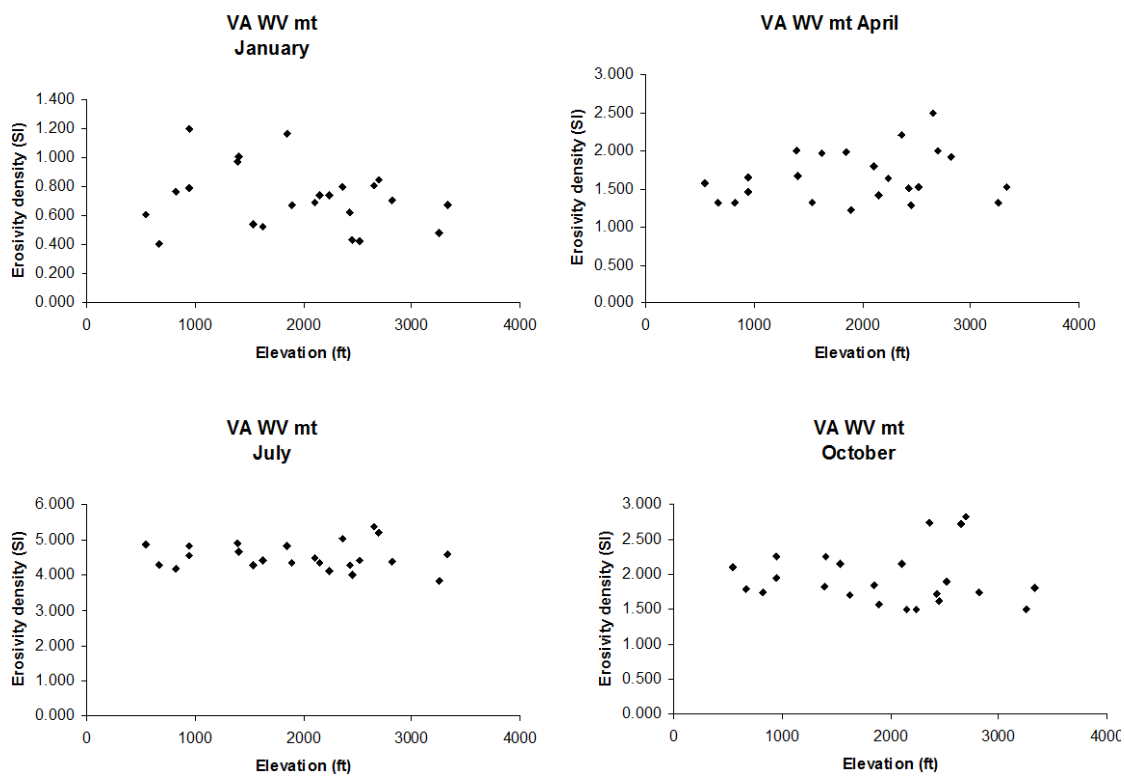 VA WV mt
January
Erosivity density (SI)
1.400
1.200
1.000
0.800
0.600
0.400
0.200
0.000
0 1000 2000 3000 4000
Elevation (ft)
VA WV mt April
Erosivity density (SI)
3.000
2.500
2.000
1.500
1.000
0.500
0.000
0 1000 2000 3000 4000
Elevation (ft)
VA WV mt
July
Erosivity density (SI)
6.000
5.000
4.000
3.000
2.000
1.000
0.000
0 1000 2000 3000 4000
Elevation (ft)
VA WV mt
October
Erosivity density (SI)
3.000
2.500
2.000
1.500
1.000
0.500
0.000
0 1000 2000 3000 4000
Elevation (ft)